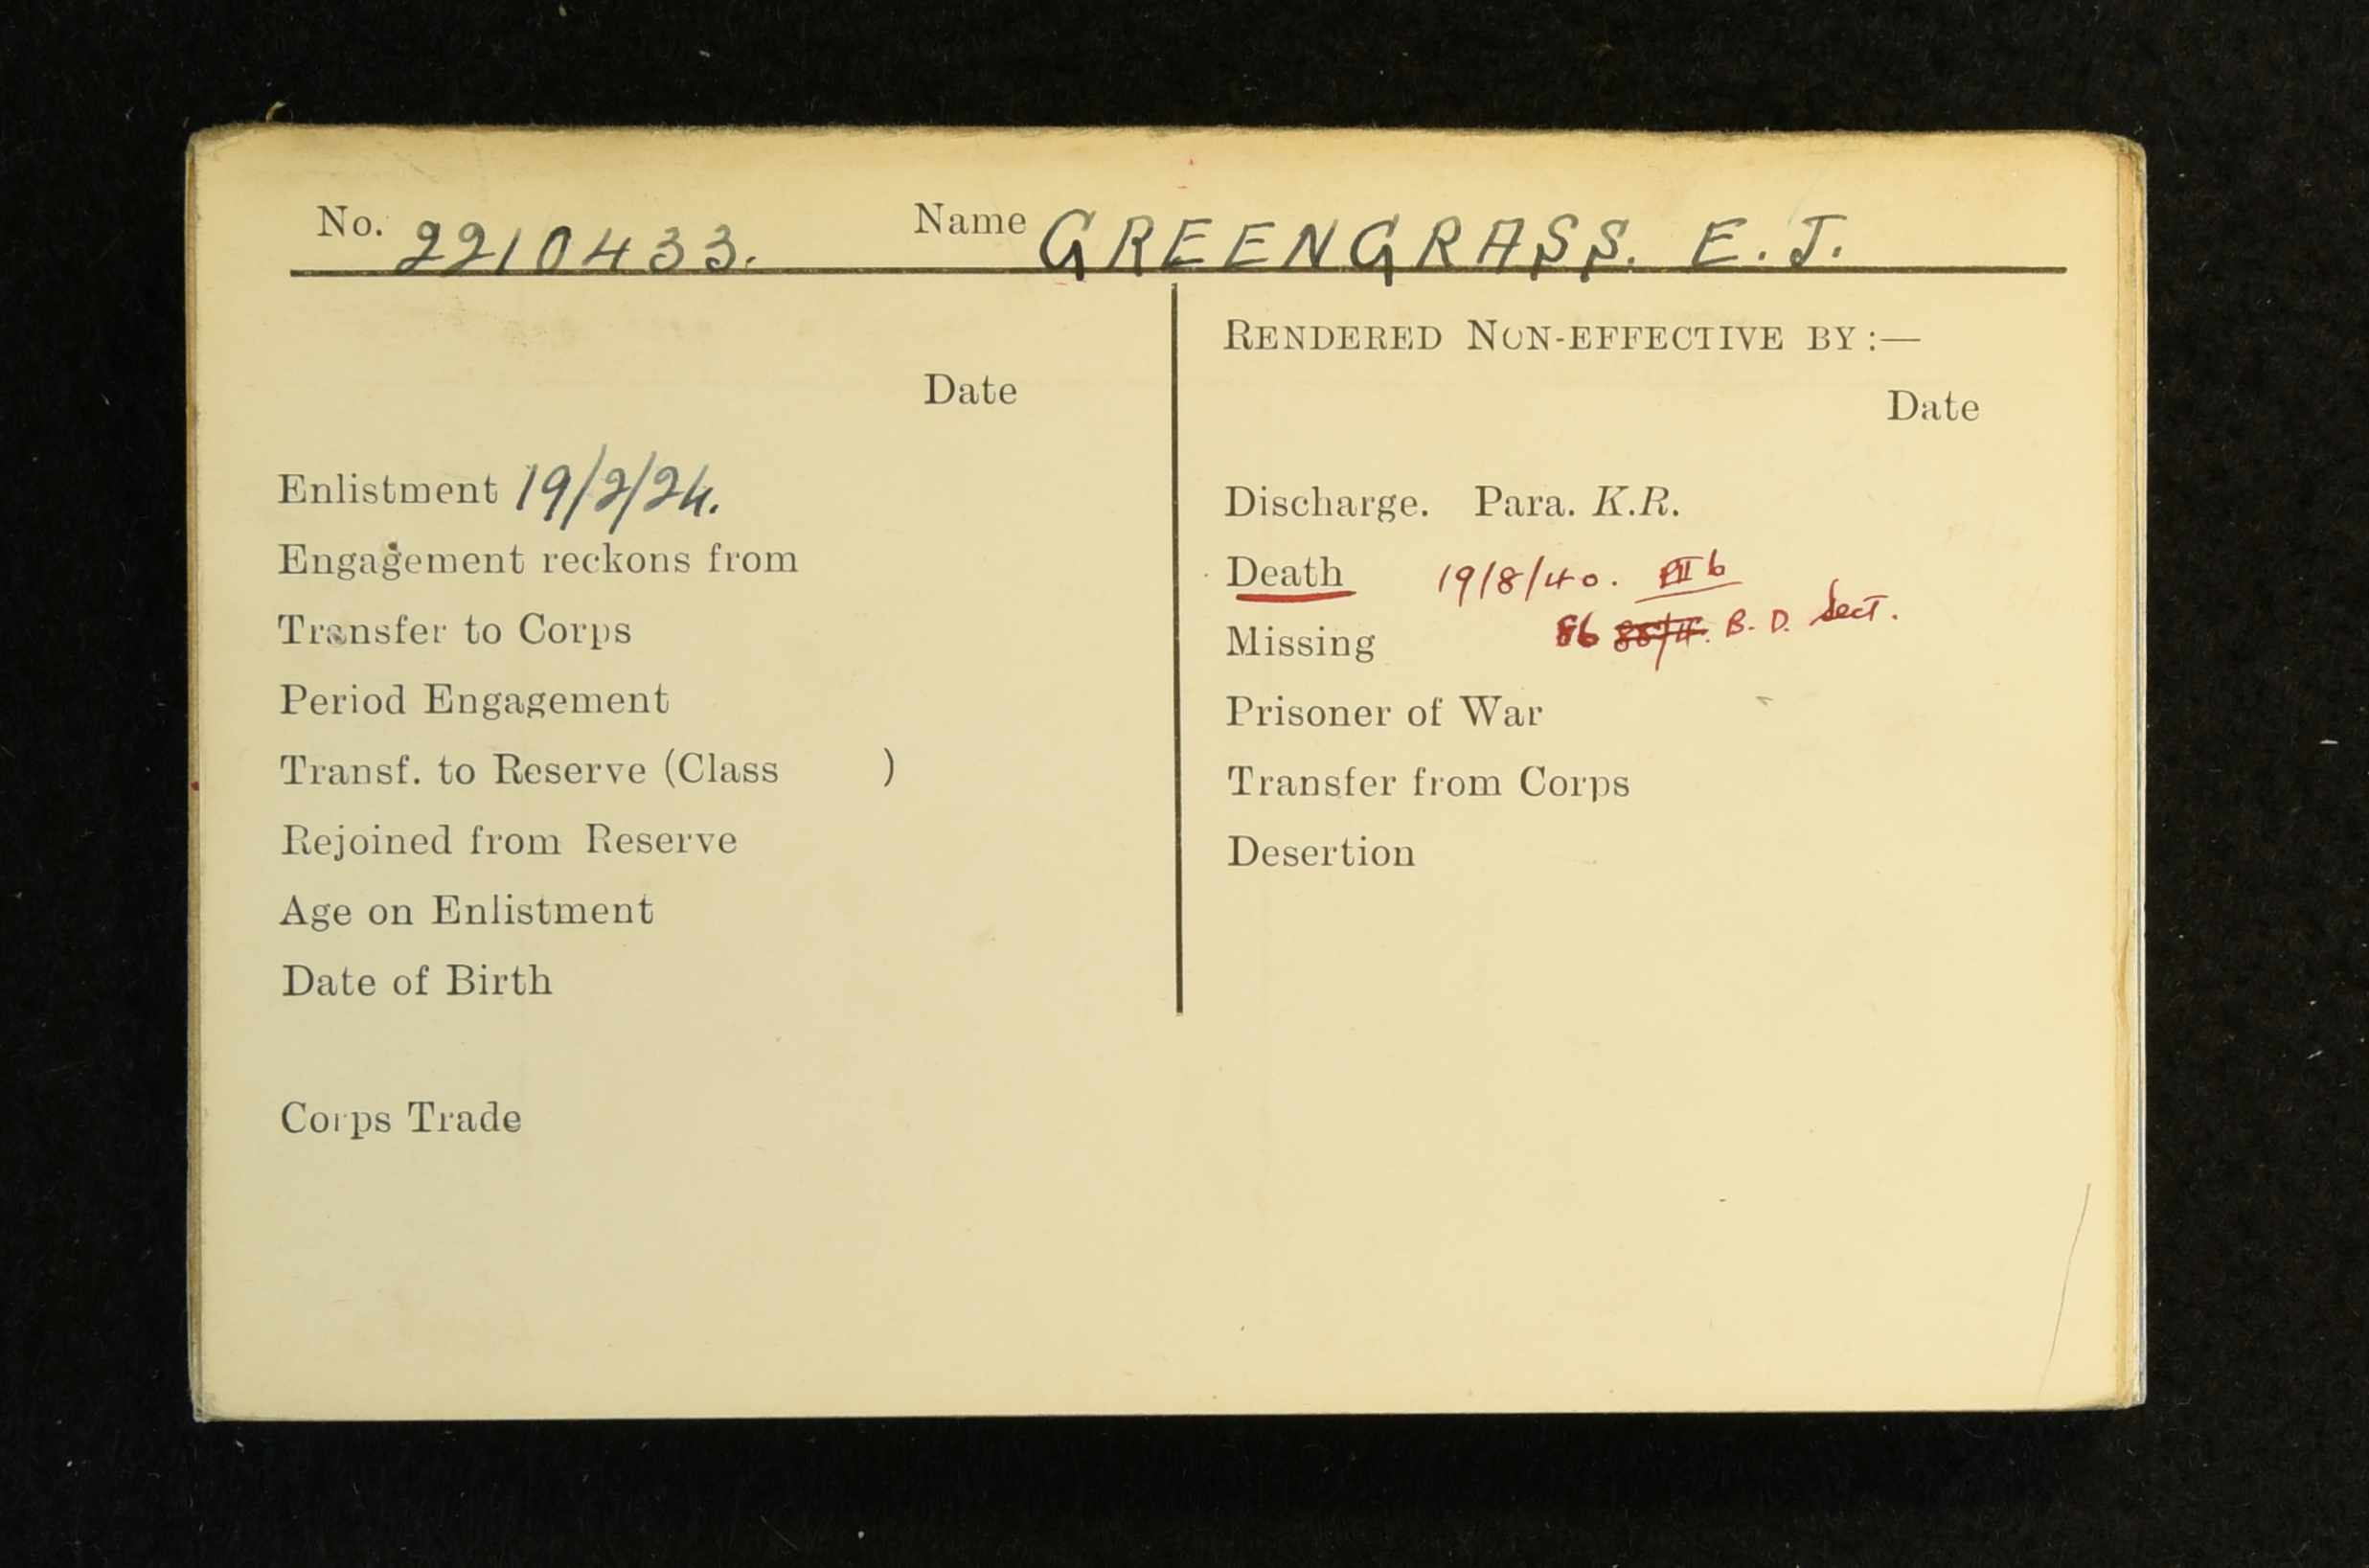 No. 2210433. Name GREENGRASS. E.J.
Date
Enlistment 19/2/24.
Engagement reckons from
Transfer to Corps
Period Engagement
Transf. to Reserve (Class )
Rejoined from Reserve
Age on Enlistment
Date of Birth
Corps Trade
RENDERED NON-EFFECTIVE BY :—
Date
Discharge. Para. K.R.
Death 19/8/40.
Missing B. D. Sect.
Prisoner of War
Transfer from Corps
Desertion